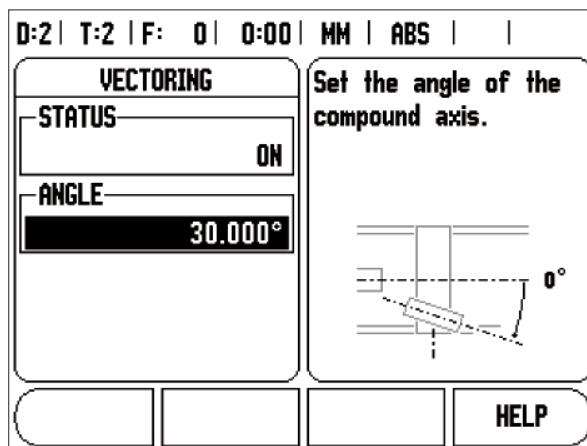 D:2 | T:2 | F: 0 | 0:00 | MM | ABS | |
VECTORING
STATUS
ON
ANGLE
30.000°
Set the angle of the
compound axis.
0°
HELP